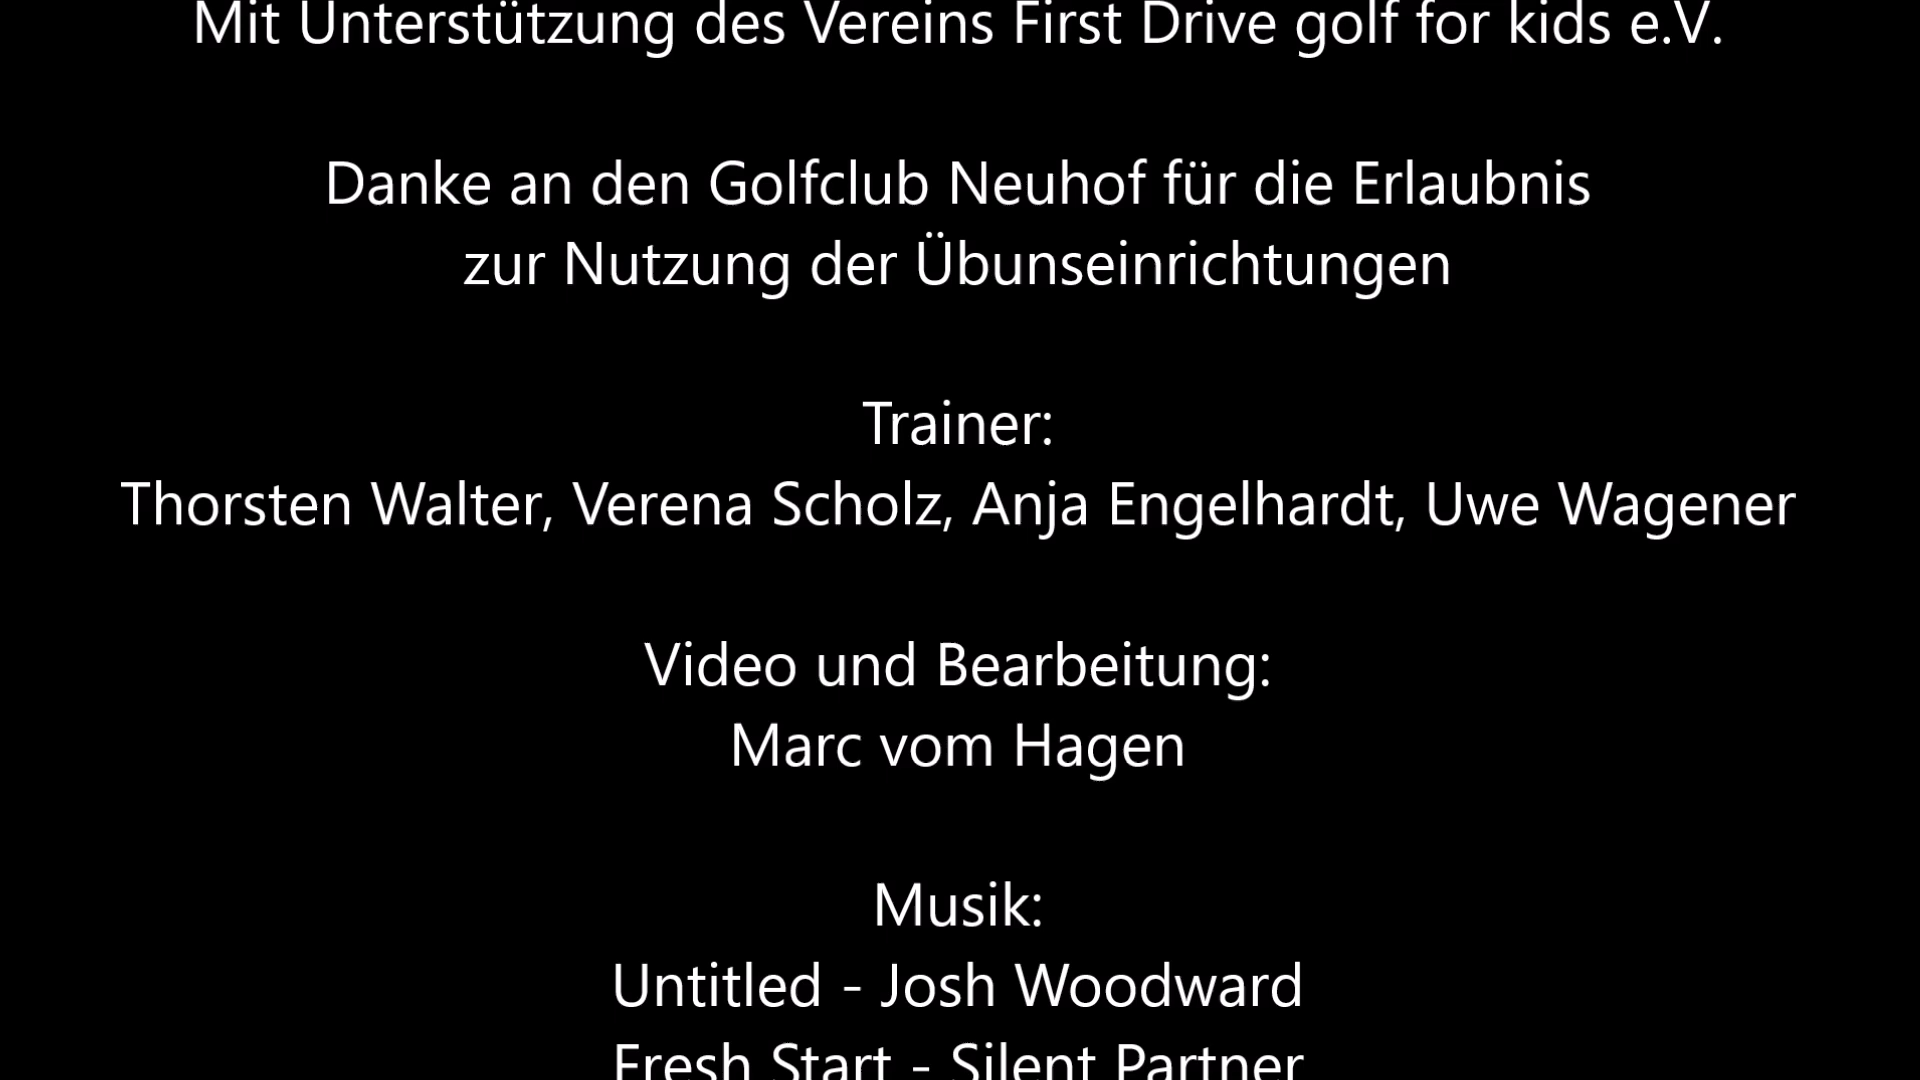 Mit Unterstützung des Vereins First Drive golf for kids e.V.
Danke an den Golfclub Neuhof für die Erlaubnis
zur Nutzung der Übunseinrichtungen
Trainer:
Thorsten Walter, Verena Scholz, Anja Engelhardt, Uwe Wagener
Video und Bearbeitung:
Marc vom Hagen
Musik:
Untitled - Josh Woodward
Fresh Start - Silent Partner